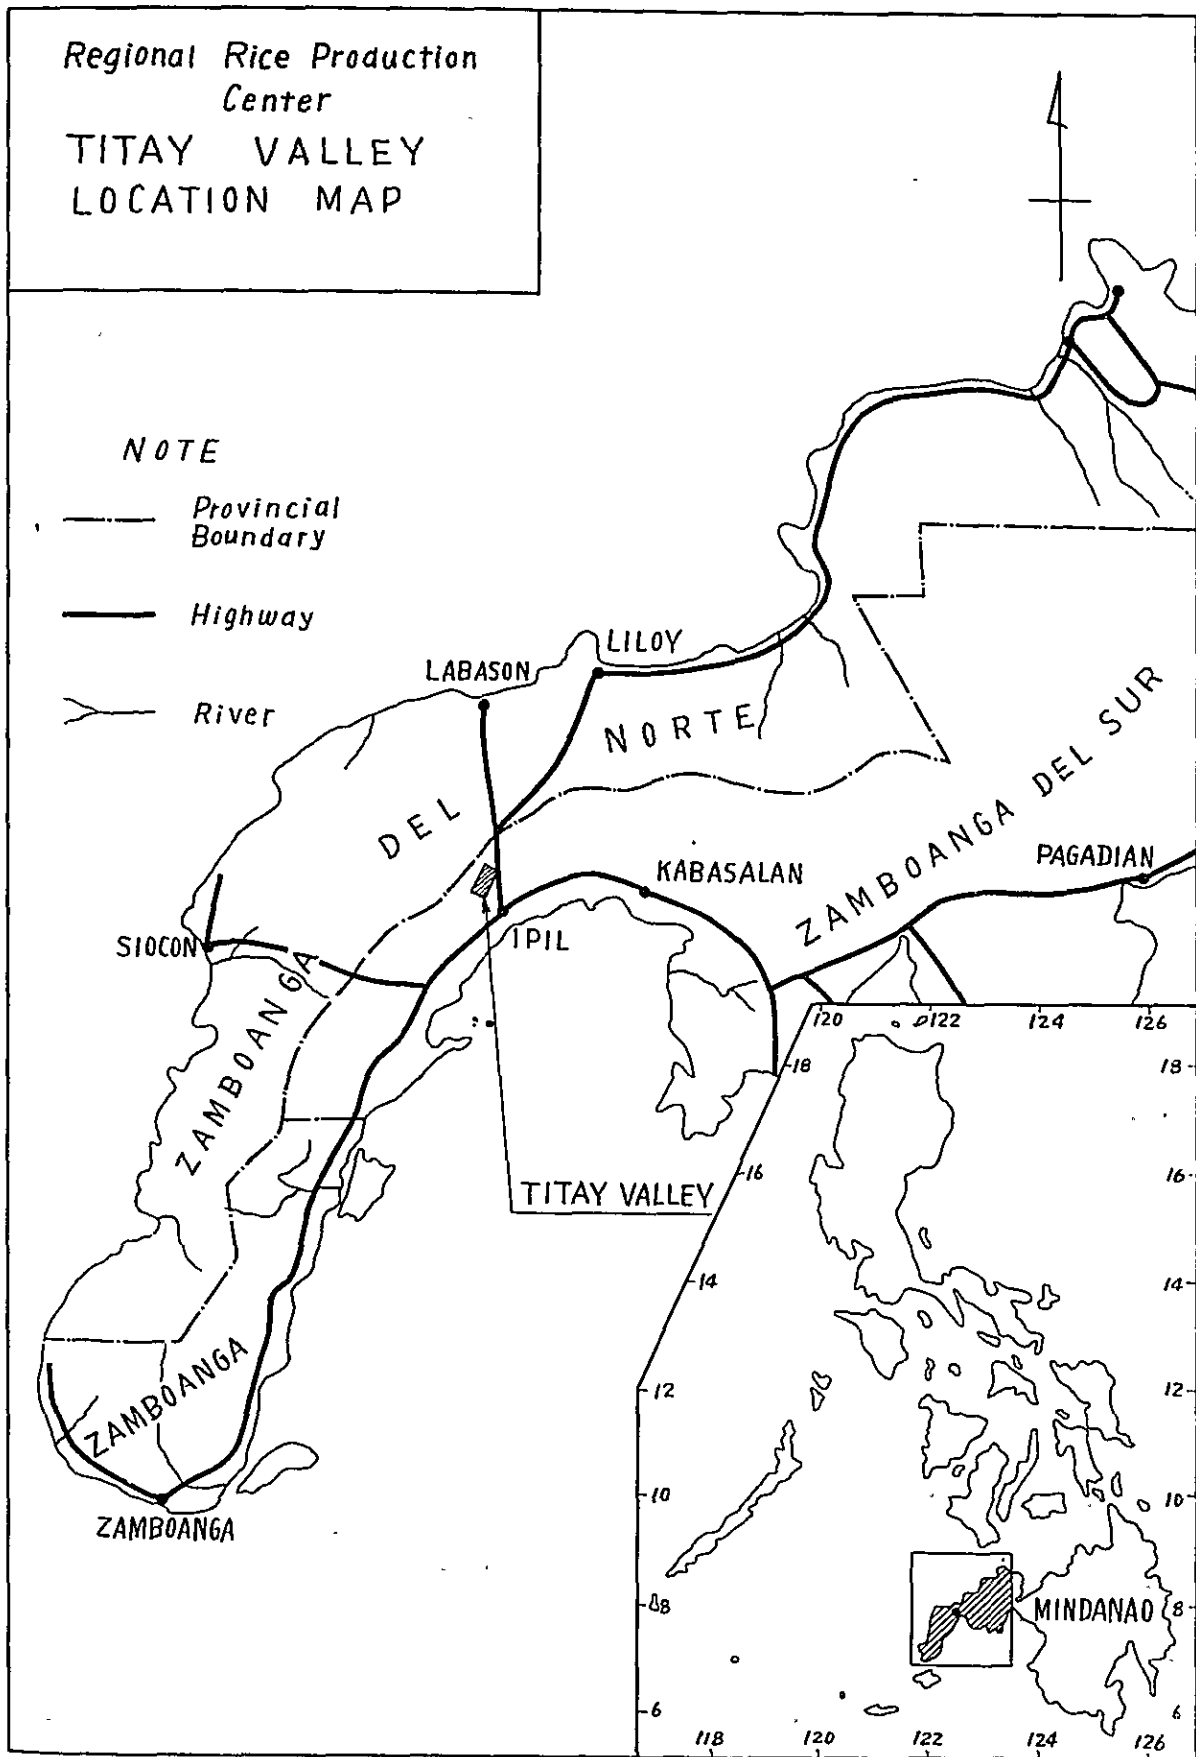 Regional Rice Production
Center
TITAY VALLEY
LOCATION MAP
NOTE
Provincial
Boundary
Highway
River
LILOY
LABASON
NORTE
DEL
ZAMBOANGA
ZAMBOANGA DEL SUR
KABASALAN
PAGADIAN
SIOCON
IPIL
TITAY VALLEY
ZAMBOANGA
ZAMBOANGA
120 122 124 126
18 18
16 16
14 14
12 12
10 10
8 8
MINDANAO
6 6
118 120 122 124 126